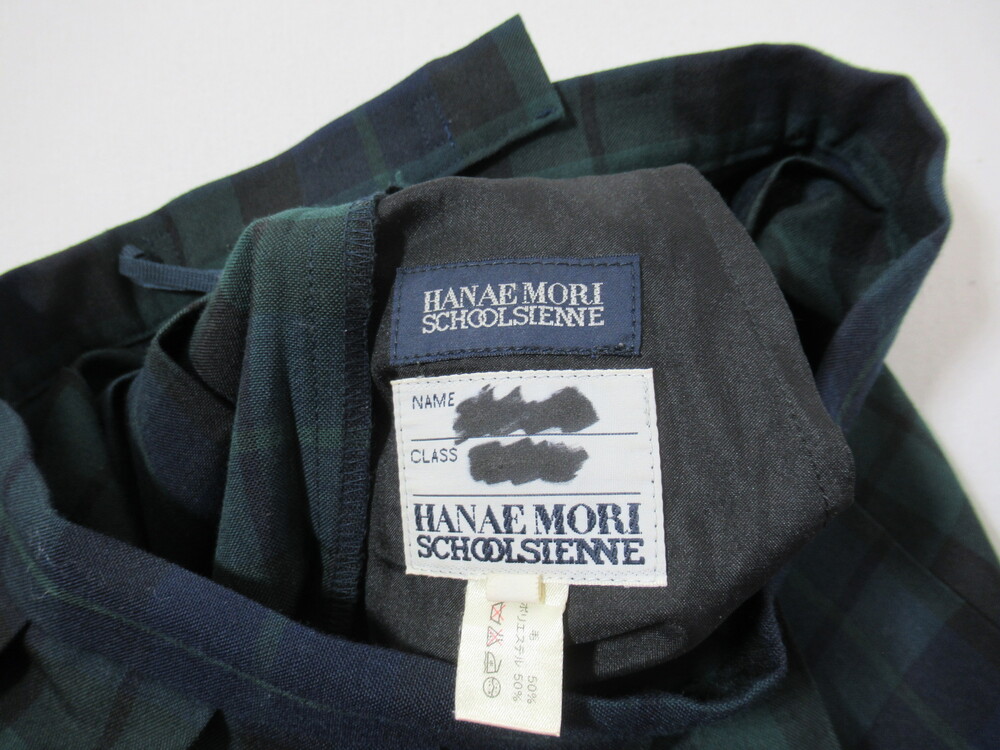 HANAE MORI
SCHOOLSIENNE
NAME
CLASS
HANAE MORI
SCHOOLSIENNE
毛 50%
ポリエステル 50%